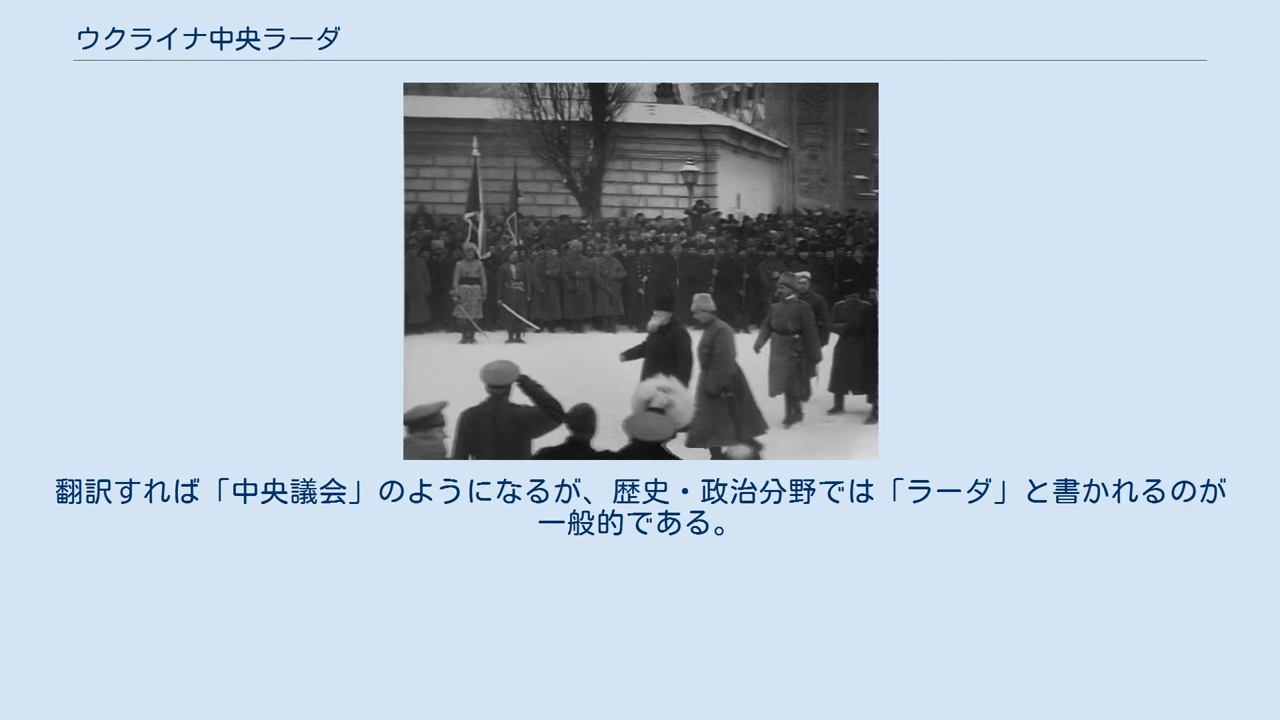 ウクライナ中央ラーダ
翻訳すれば「中央議会」のようになるが、歴史・政治分野では「ラーダ」と書かれるのが
一般的である。